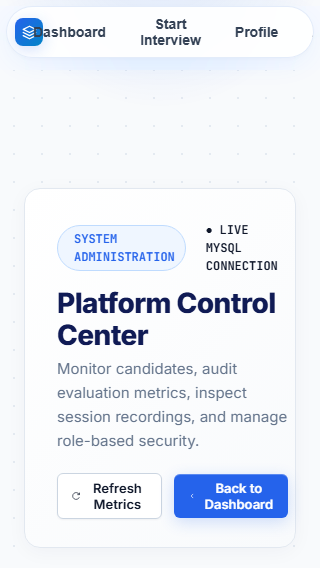 Dashboard
Start
Interview
Profile
SYSTEM
ADMINISTRATION
● LIVE
MYSQL
CONNECTION
Platform Control
Center
Monitor candidates, audit
evaluation metrics, inspect
session recordings, and manage
role-based security.
Refresh
Metrics
Back to
Dashboard